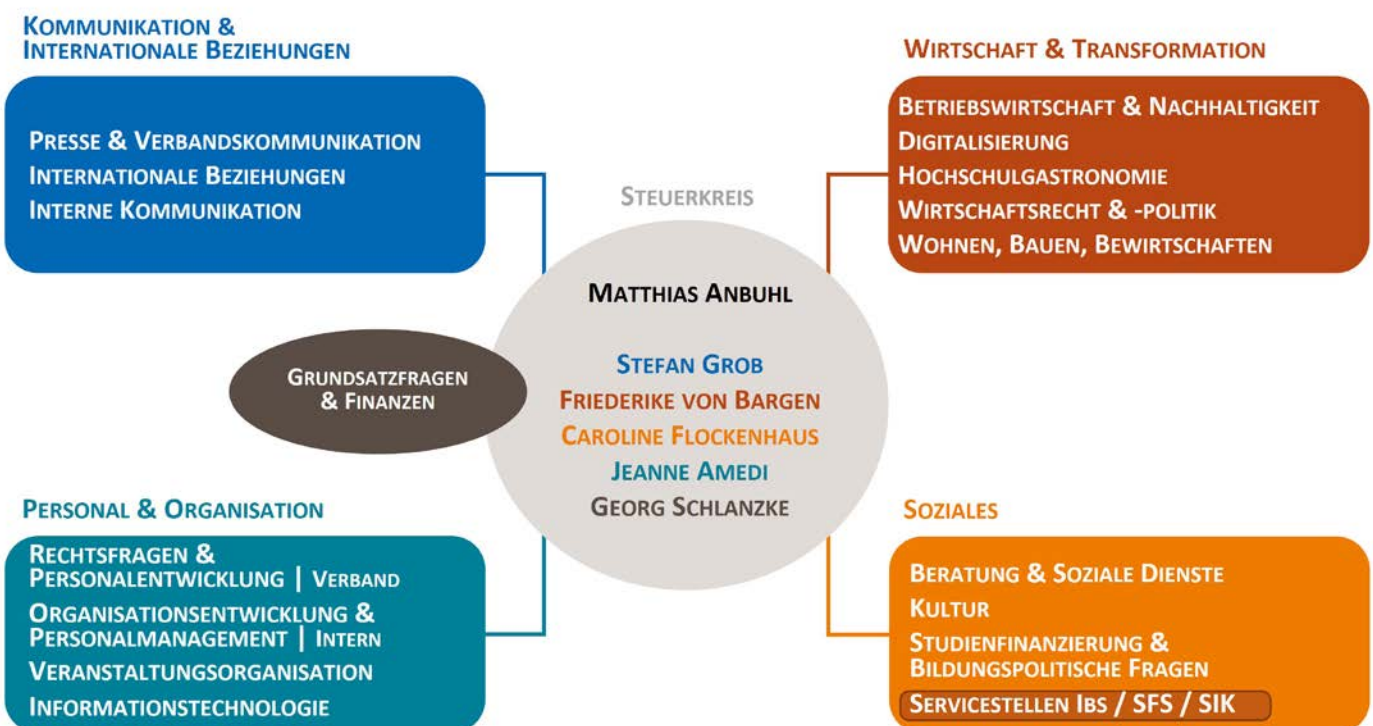 Kommunikation &
Internationale Beziehungen
Presse & Verbandskommunikation
Internationale Beziehungen
Interne Kommunikation
Wirtschaft & Transformation
Betriebswirtschaft & Nachhaltigkeit
Digitalisierung
Hochschulgastronomie
Wirtschaftsrecht & -politik
Wohnen, Bauen, Bewirtschaften
Steuerkreis
Matthias Anbuhl
Stefan Grob
Friederike von Bargen
Caroline Flockenhaus
Jeanne Amedi
Georg Schlanzke
Grundsatzfragen
& Finanzen
Personal & Organisation
Rechtsfragen &
Personalentwicklung | Verband
Organisationsentwicklung &
Personalmanagement | Intern
Veranstaltungsorganisation
Informationstechnologie
Soziales
Beratung & Soziale Dienste
Kultur
Studienfinanzierung &
Bildungspolitische Fragen
Servicestellen Ibs / SFS / SIK